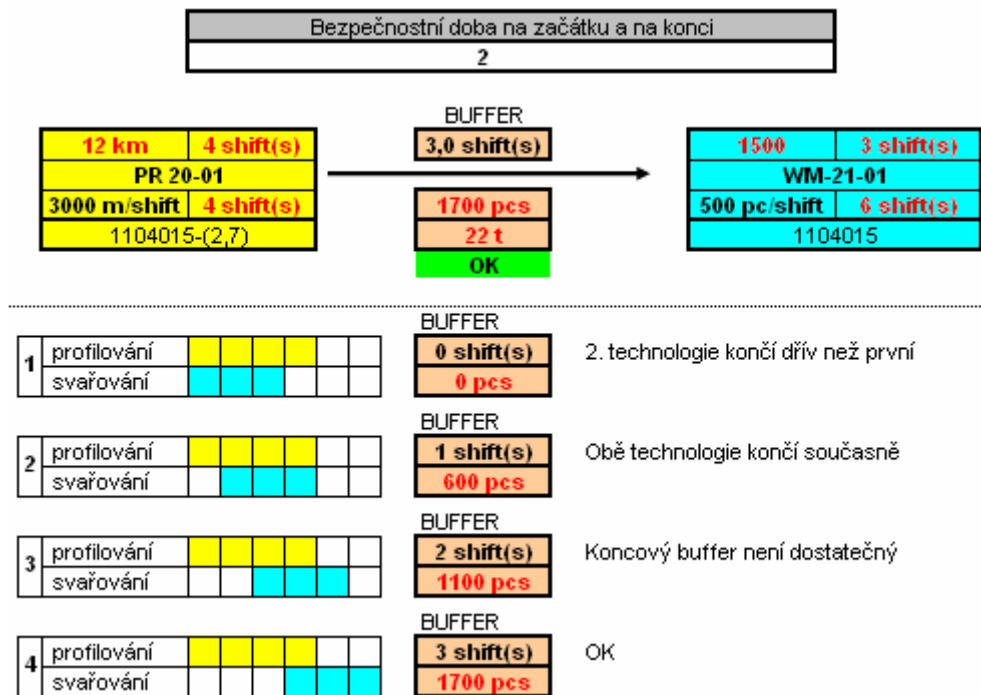 Bezpečnostní doba na začátku a na konci
2
BUFFER
12 km 4 shift(s) 3,0 shift(s) 1500 3 shift(s)
PR 20-01 WM-21-01
3000 m/shift 4 shift(s) 1700 pcs 500 pc/shift 6 shift(s)
1104015-(2,7) 22 t 1104015
OK
BUFFER
1 profilování 0 shift(s) 2. technologie končí dřív než první
svařování 0 pcs
BUFFER
2 profilování 1 shift(s) Obě technologie končí současně
svařování 600 pcs
BUFFER
3 profilování 2 shift(s) Koncový buffer není dostatečný
svařování 1100 pcs
BUFFER
4 profilování 3 shift(s) OK
svařování 1700 pcs